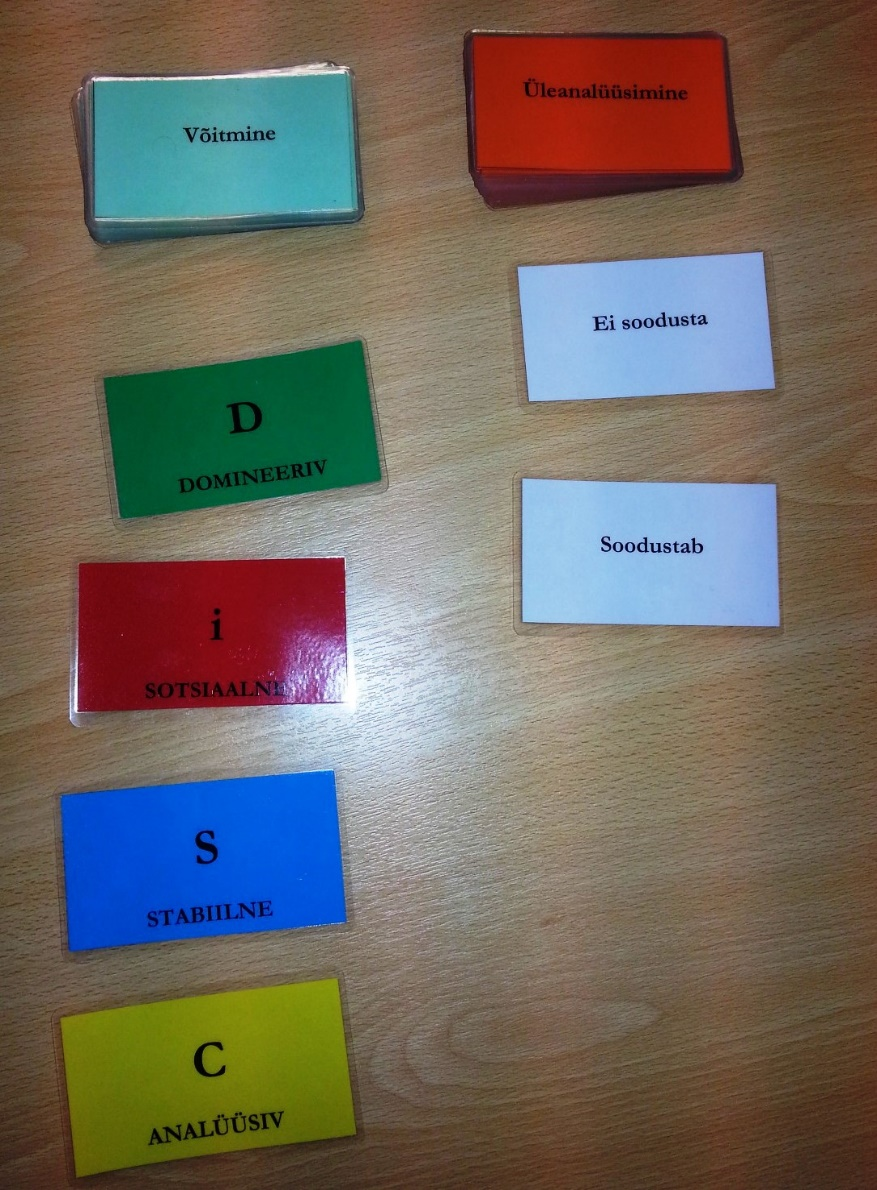 Võitmine
Üleanalüüsimine
Ei soodusta
D
DOMINEERIV
Soodustab
i
SOTSIAALNE
S
STABIILNE
C
ANALÜÜSIV